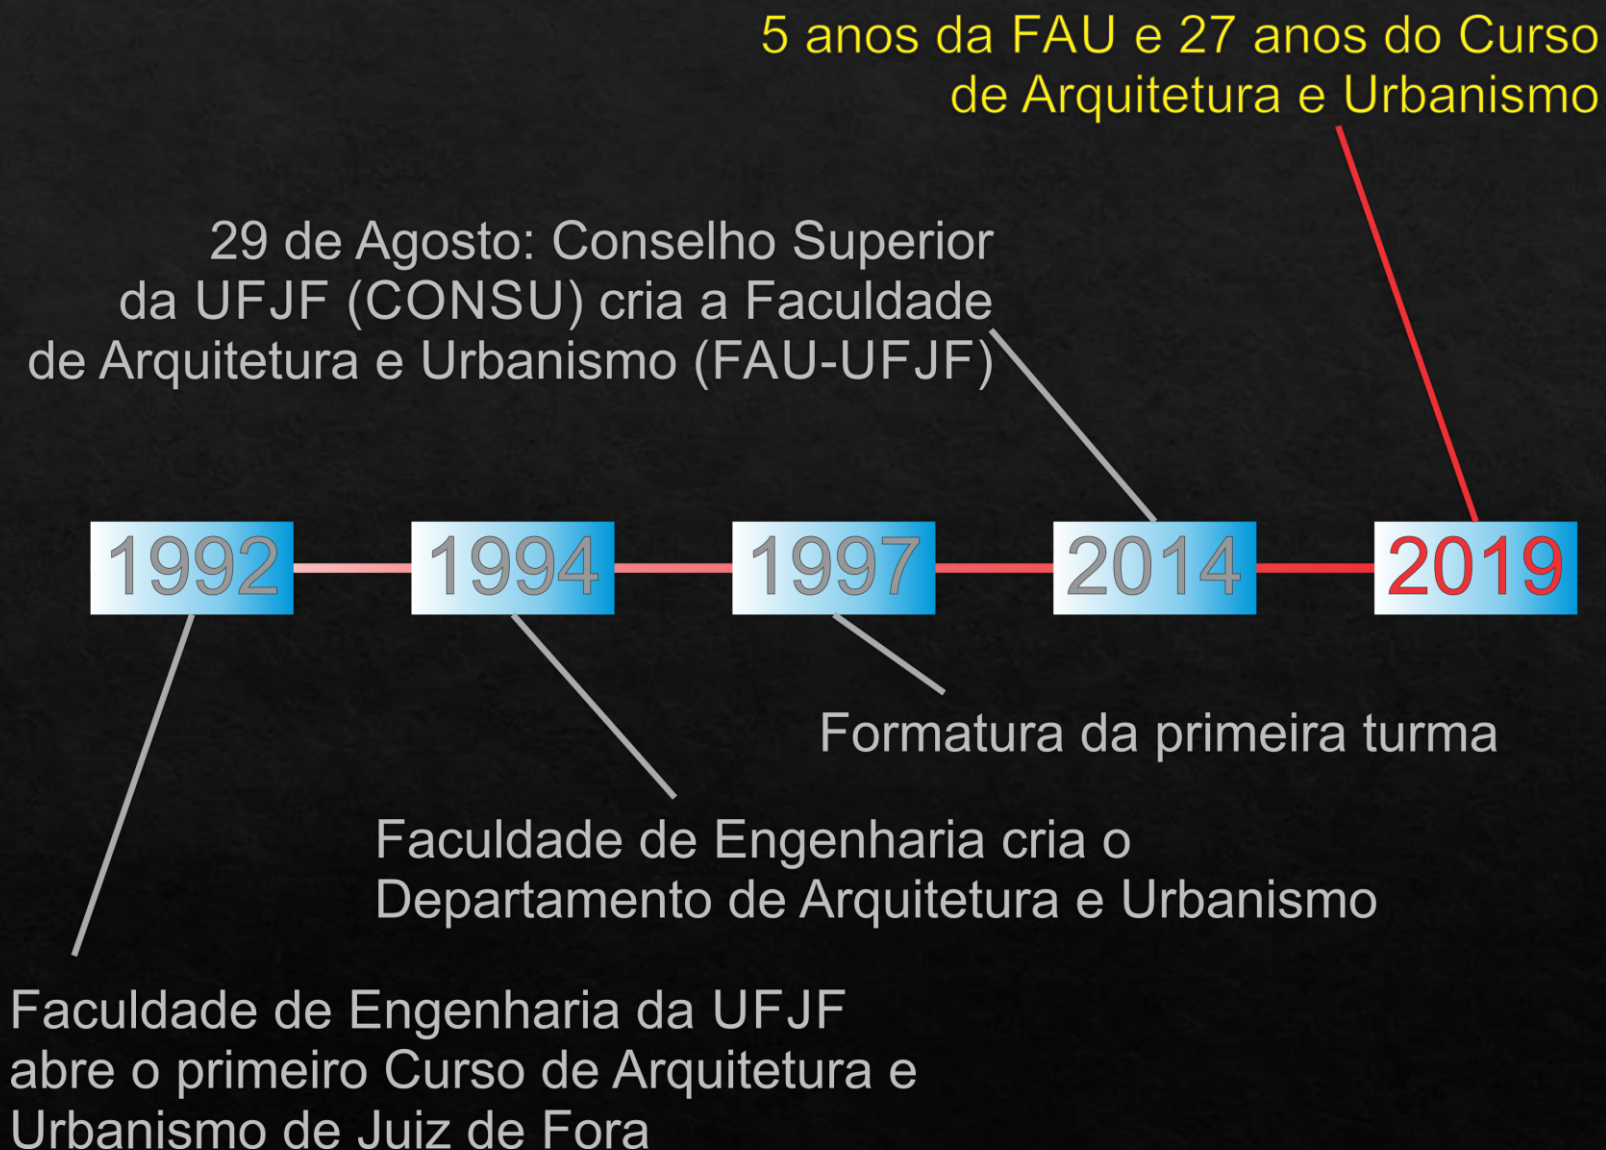 5 anos da FAU e 27 anos do Curso
de Arquitetura e Urbanismo
29 de Agosto: Conselho Superior
da UFJF (CONSU) cria a Faculdade
de Arquitetura e Urbanismo (FAU-UFJF)
1992
1994
1997
2014
2019
Formatura da primeira turma
Faculdade de Engenharia cria o
Departamento de Arquitetura e Urbanismo
Faculdade de Engenharia da UFJF
abre o primeiro Curso de Arquitetura e
Urbanismo de Juiz de Fora